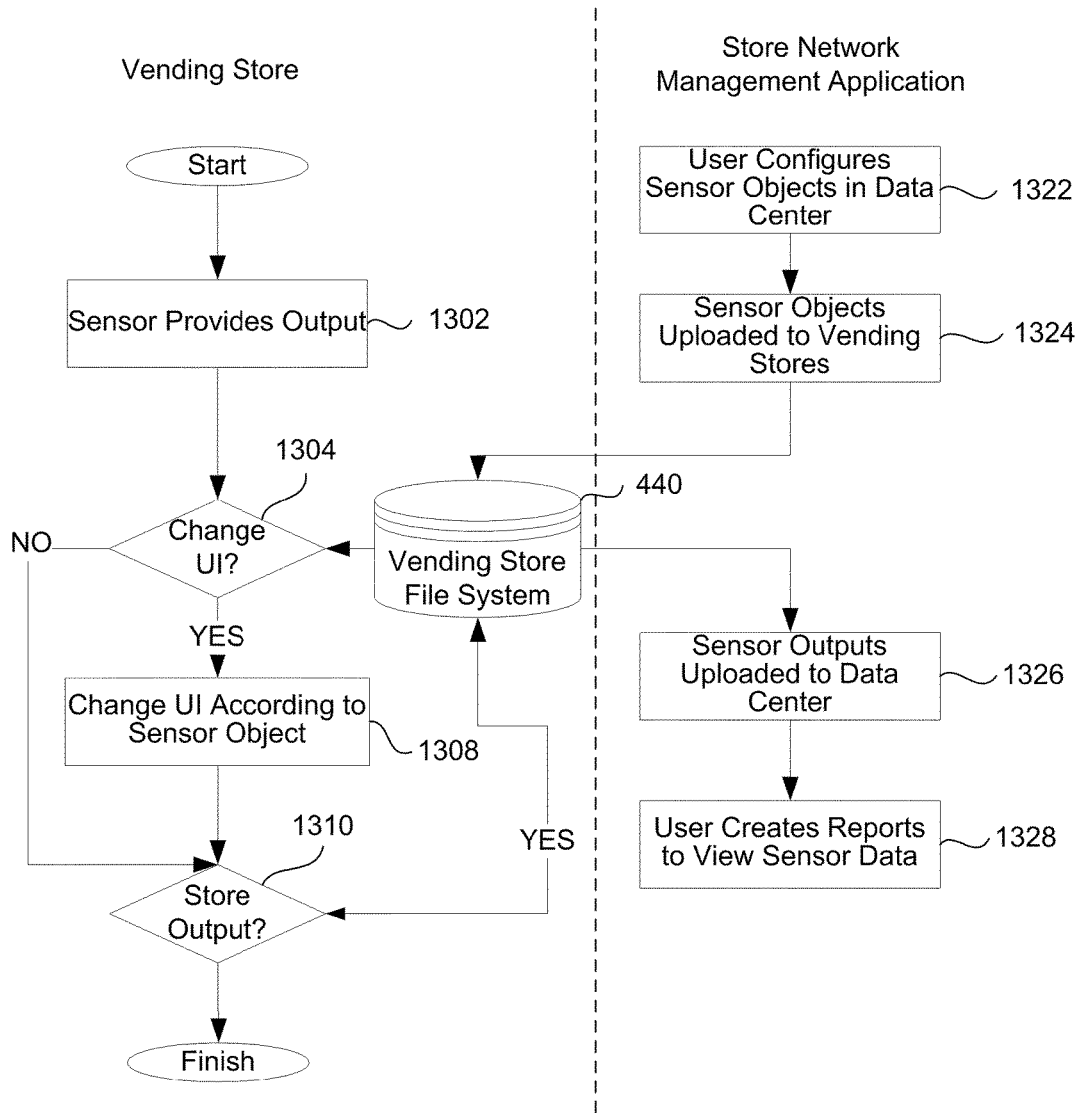 Vending Store
Start
Sensor Provides Output
1302
1304
Change
UI?
NO
YES
Change UI According to
Sensor Object
1308
1310
Store
Output?
YES
Finish
440
Vending Store
File System
Store Network
Management Application
User Configures
Sensor Objects in Data
Center
1322
Sensor Objects
Uploaded to Vending
Stores
1324
Sensor Outputs
Uploaded to Data
Center
1326
User Creates Reports
to View Sensor Data
1328